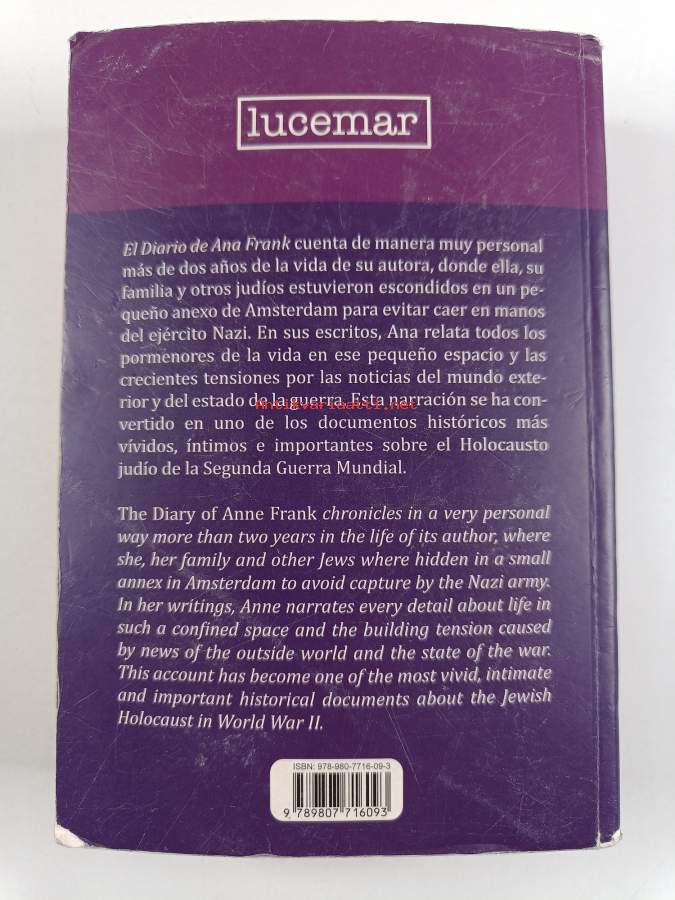 lucemar
El Diario de Ana Frank cuenta de manera muy personal
más de dos años de la vida de su autora, donde ella, su
familia y otros judíos estuvieron escondidos en un pe-
queño anexo de Amsterdam para evitar caer en manos
del ejército Nazi. En sus escritos, Ana relata todos los
pormenores de la vida en ese pequeño espacio y las
crecientes tensiones por las noticias del mundo exte-
rior y del estado de la guerra. Esta narración se ha con-
Antikvariaatti.net
vertido en uno de los documentos históricos más
vívidos, íntimos e importantes sobre el Holocausto
judío de la Segunda Guerra Mundial.
The Diary of Anne Frank chronicles in a very personal
way more than two years in the life of its author, where
she, her family and other Jews where hidden in a small
annex in Amsterdam to avoid capture by the Nazi army.
In her writings, Anne narrates every detail about life in
such a confined space and the building tension caused
by news of the outside world and the state of the war.
This account has become one of the most vivid, intimate
and important historical documents about the Jewish
Holocaust in World War II.
ISBN: 978-980-7716-09-3
9 789807 716093